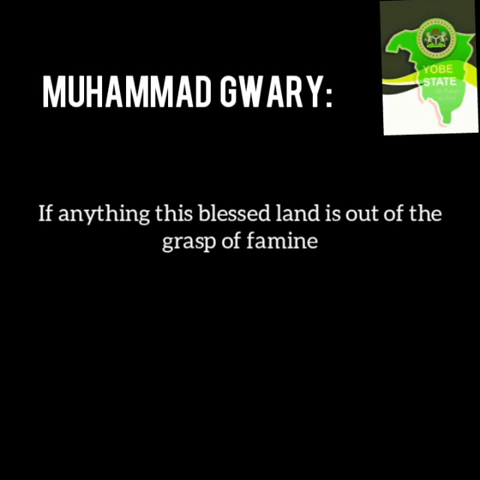 MUHAMMAD GWARY:
YOBE
STATE
If anything this blessed land is out of the
grasp of famine